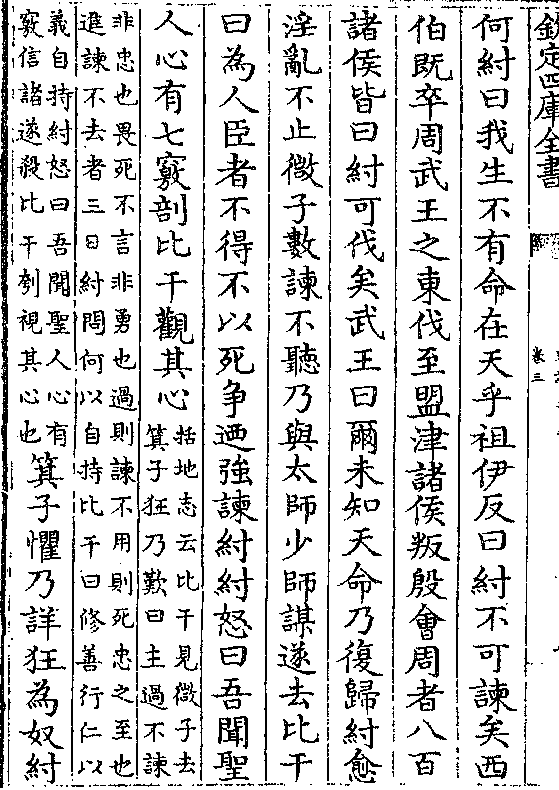 欽定四庫全書
卷三
何紂曰我生不有命在天乎祖伊反曰紂不可諫矣西
伯既卒周武王之東伐至盟津諸侯叛殷會周者八百
諸侯皆曰紂可伐矣武王曰爾未知天命乃復歸紂愈
淫亂不止微子數諫不聽乃與太師少師謀遂去比干
曰為人臣者不得不以死争迺強諫紂紂怒曰吾聞聖
人心有七竅剖比干觀其心
括地志云比干見微子去
箕子狂乃歎曰主過不諫
非忠也畏死不言非勇也過則諫不用則死忠之至也
進諫不去者三日紂問何以自持比干曰修善行仁以
義自持紂怒曰吾聞聖人心有
竅信諸遂殺比干刳視其心也
箕子懼乃詳狂為奴紂